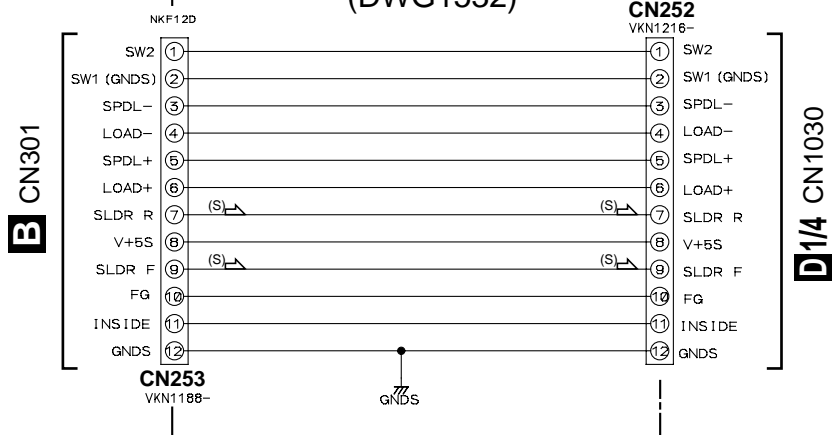 (DWG1552)
CN252
NKF12D
VKN1216-
SW2 1 1 SW2
SW1 (GNDS) 2 2 SW1 (GNDS)
SPDL- 3 3 SPDL-
LOAD- 4 4 LOAD-
SPDL+ 5 5 SPDL+
LOAD+ 6 6 LOAD+
SLDR R 7 (S) (S) 7 SLDR R
V+5S 8 8 V+5S
SLDR F 9 (S) (S) 9 SLDR F
FG 10 10 FG
INSIDE 11 11 INSIDE
GNDS 12 12 GNDS
B CN301
D1/4 CN1030
CN253
VKN1188-
GNDS